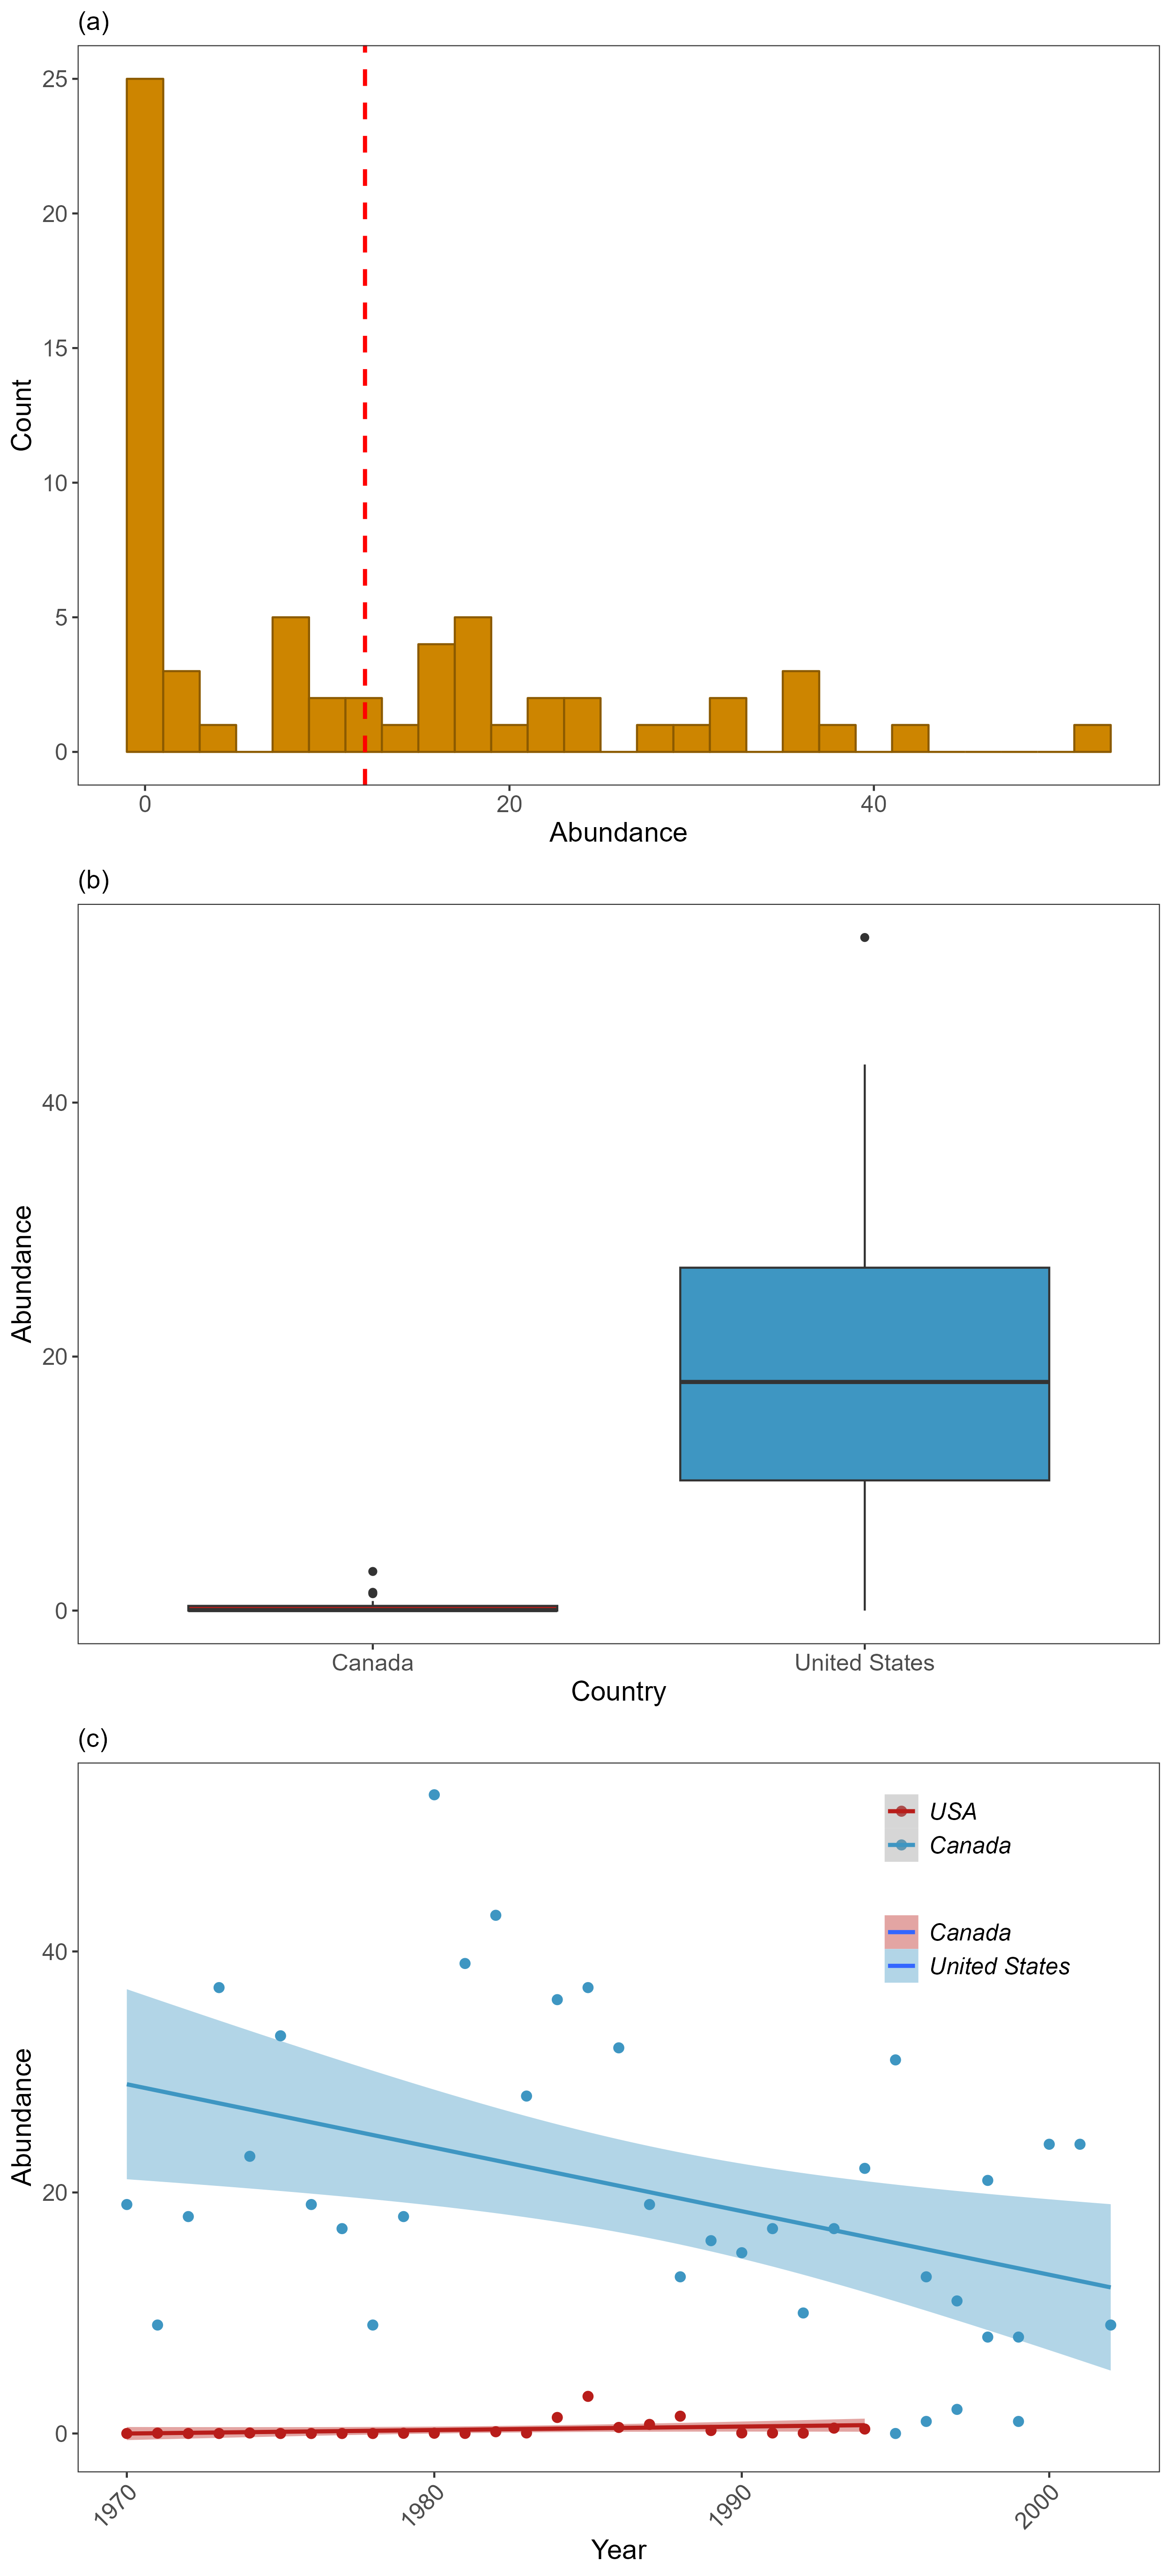 (a)
25
20
15
10
5
0
Count
0 20 40
Abundance
(b)
40
20
0
Abundance
Canada United States
Country
(c)
USA
Canada
Canada
United States
40
20
0
Abundance
1970 1980 1990 2000
Year